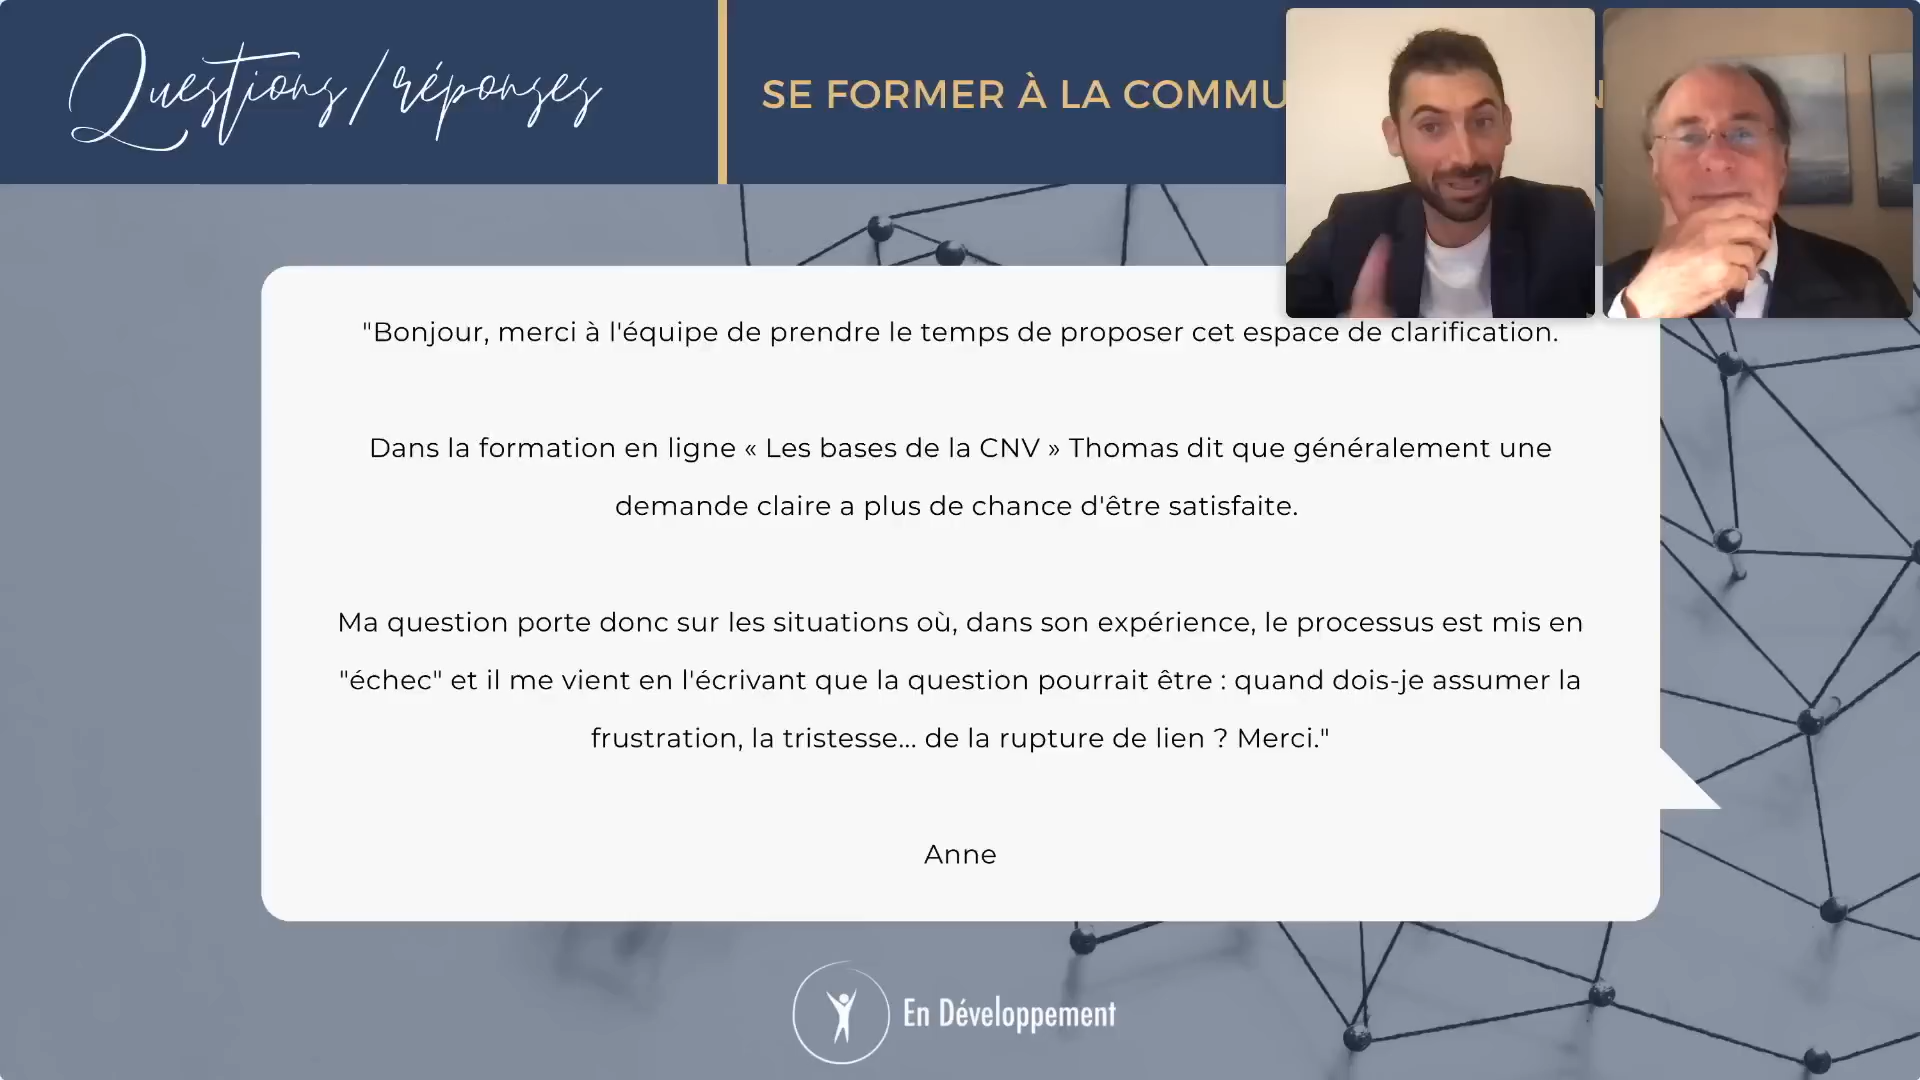 Questions/réponses
SE FORMER À LA
"Bonjour, merci à l'équipe de prendre le temps de proposer cet espace de clarification.
Dans la formation en ligne « Les bases de la CNV » Thomas dit que généralement une
demande claire a plus de chance d'être satisfaite.
Ma question porte donc sur les situations où, dans son expérience, le processus est mis en
"échec" et il me vient en l'écrivant que la question pourrait être : quand dois-je assumer la
frustration, la tristesse... de la rupture de lien ? Merci."
Anne
En Développement